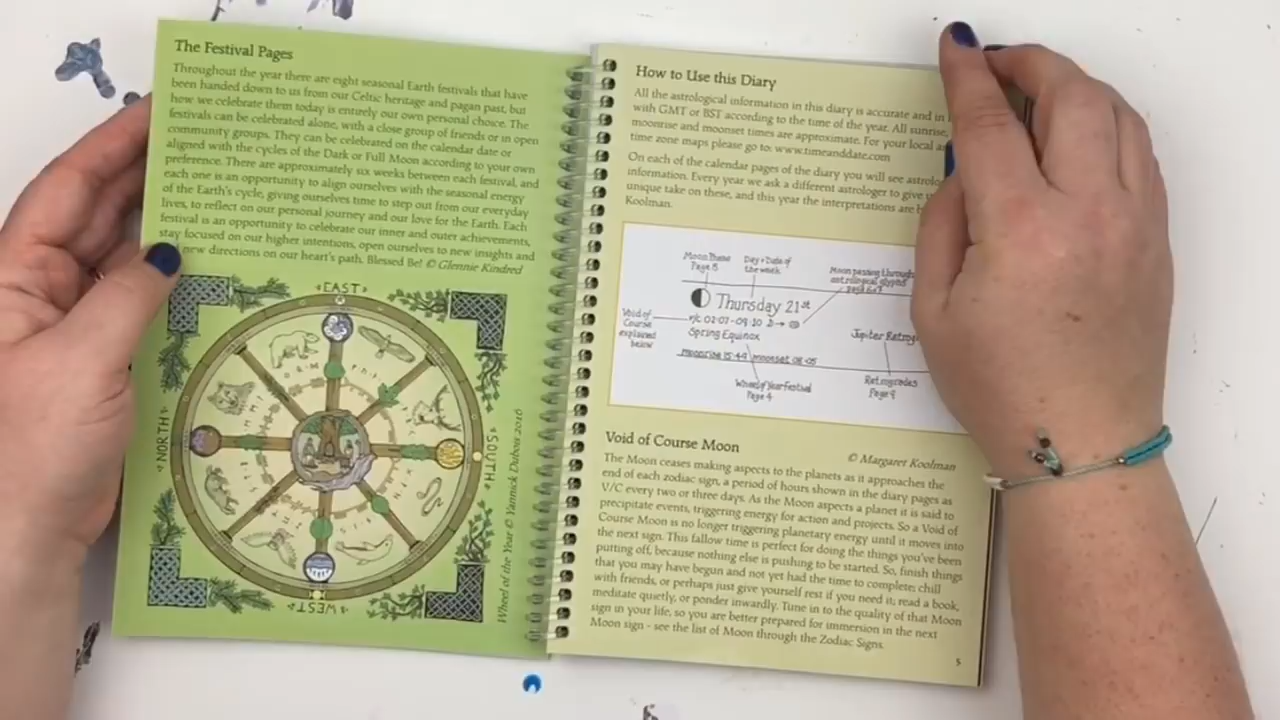 The Festival Pages
Throughout the year there are eight seasonal Earth festivals that have
been handed down to us from our Celtic heritage and pagan past, but
how we celebrate them today is entirely our own personal choice. The
festivals can be celebrated alone, with a close group of friends or in open
community groups. They can be celebrated on the calendar date or
aligned with the cycles of the Dark or Full Moon according to your own
preference. There are approximately six weeks between each festival, and
each one is an opportunity to align ourselves with the seasonal energy
of the Earth's cycle, giving ourselves time to step out from our everyday
lives, to reflect on our personal journey and our love for the Earth. Each
festival is an opportunity to celebrate our inner and outer achievements,
stay focused on our higher intentions, open ourselves to new insights and
new directions on our heart's path. Blessed Be! © Glennie Kindred
EAST
NORTH
SOUTH
WEST
Wheel of the Year © Yannick Dubois 2016
How to Use this Diary
All the astrological information in this diary is accurate and in
with GMT or BST according to the time of the year. All sunrise,
moonrise and moonset times are approximate. For your local
time zone maps please go to: www.timeanddate.com
On each of the calendar pages of the diary you will see
information. Every year we ask a different astrologer to give
unique take on these, and this year the interpretations are
Koolman.
Moon Phase
Page 8
Day + Date of
the week
Moon passing through
astrological glyphs
Thursday 21st
v/c 02·07-09·10
Spring Equinox
Moonrise 15·49 moonset 08·05
Void of
Course
explained
below
Jupiter
Wheel of Year Festival
Page 4
Retrogrades
Page 9
Void of Course Moon
© Margaret Koolman
The Moon ceases making aspects to the planets as it approaches the
end of each zodiac sign, a period of hours shown in the diary pages as
V/C every two or three days. As the Moon aspects a planet it is said to
precipitate events, triggering energy for action and projects. So a Void of
Course Moon is no longer triggering planetary energy until it moves into
the next sign. This fallow time is perfect for doing the things you've been
putting off, because nothing else is pushing to be started. So, finish things
that you may have begun and not yet had the time to complete; chill
with friends, or perhaps just give yourself rest if you need it; read a book,
meditate quietly, or ponder inwardly. Tune in to the quality of that Moon
sign in your life, so you are better prepared for immersion in the next
Moon sign - see the list of Moon through the Zodiac Signs.
5